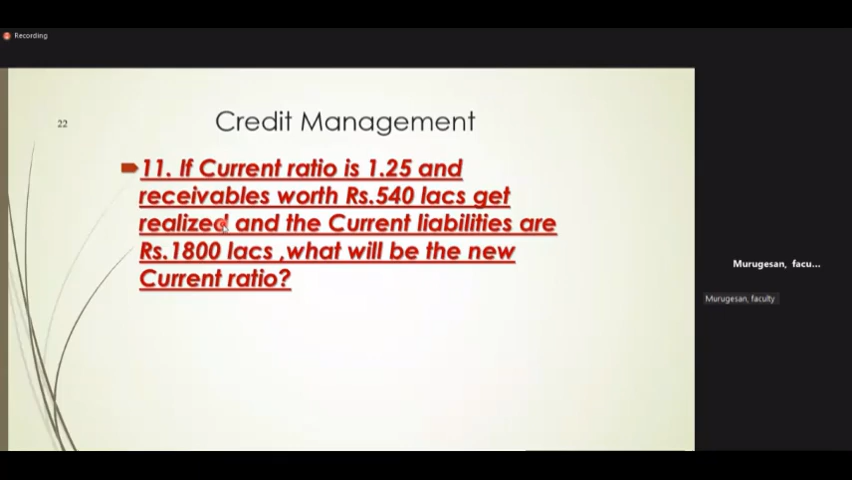 Recording
22
Credit Management
11. If Current ratio is 1.25 and
receivables worth Rs.540 lacs get
realized and the Current liabilities are
Rs.1800 lacs ,what will be the new
Current ratio?
Murugesan, facu...
Murugesan, faculty